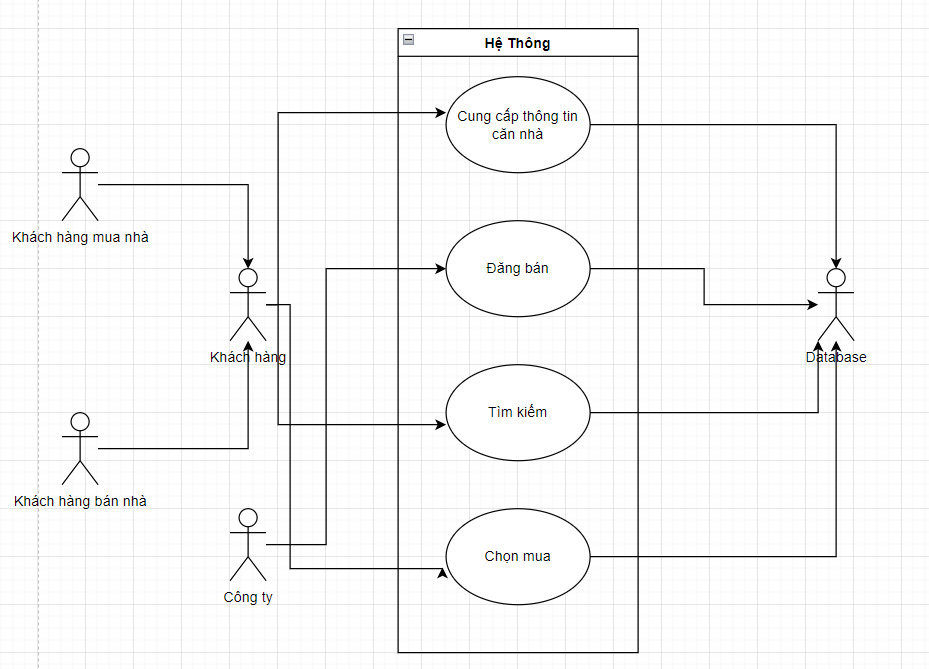 Hệ Thông
Cung cấp thông tin
căn nhà
Khách hàng mua nhà
Đăng bán
Khách hàng
Database
Tìm kiếm
Khách hàng bán nhà
Chọn mua
Công ty